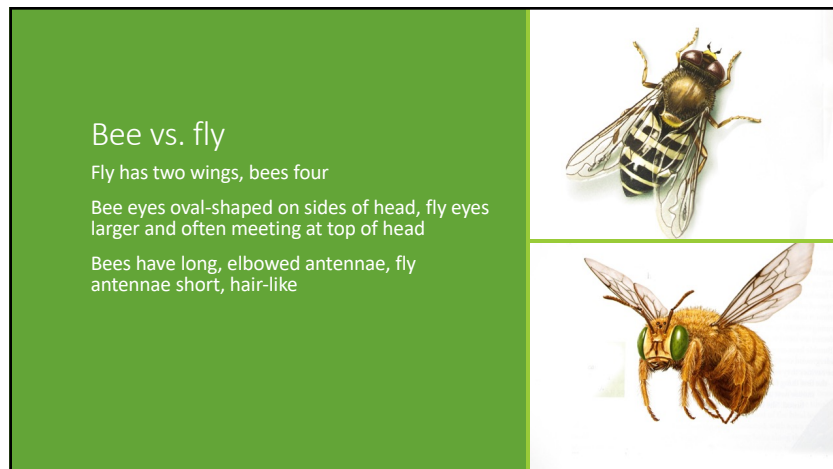 Bee vs. fly
Fly has two wings, bees four
Bee eyes oval-shaped on sides of head, fly eyes
larger and often meeting at top of head
Bees have long, elbowed antennae, fly
antennae short, hair-like